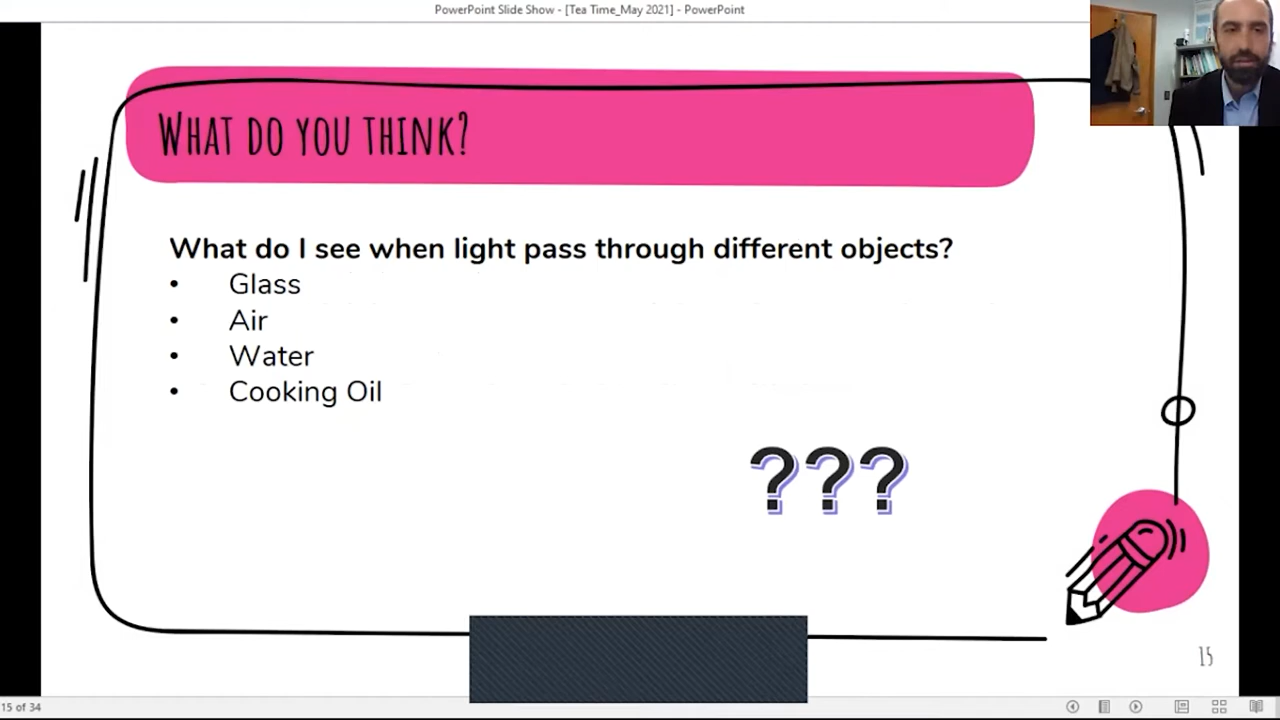 PowerPoint Slide Show - [Tea Time_May 2021] - PowerPoint
What do you think?
What do I see when light pass through different objects?
• Glass
• Air
• Water
• Cooking Oil
???
15
15 of 34